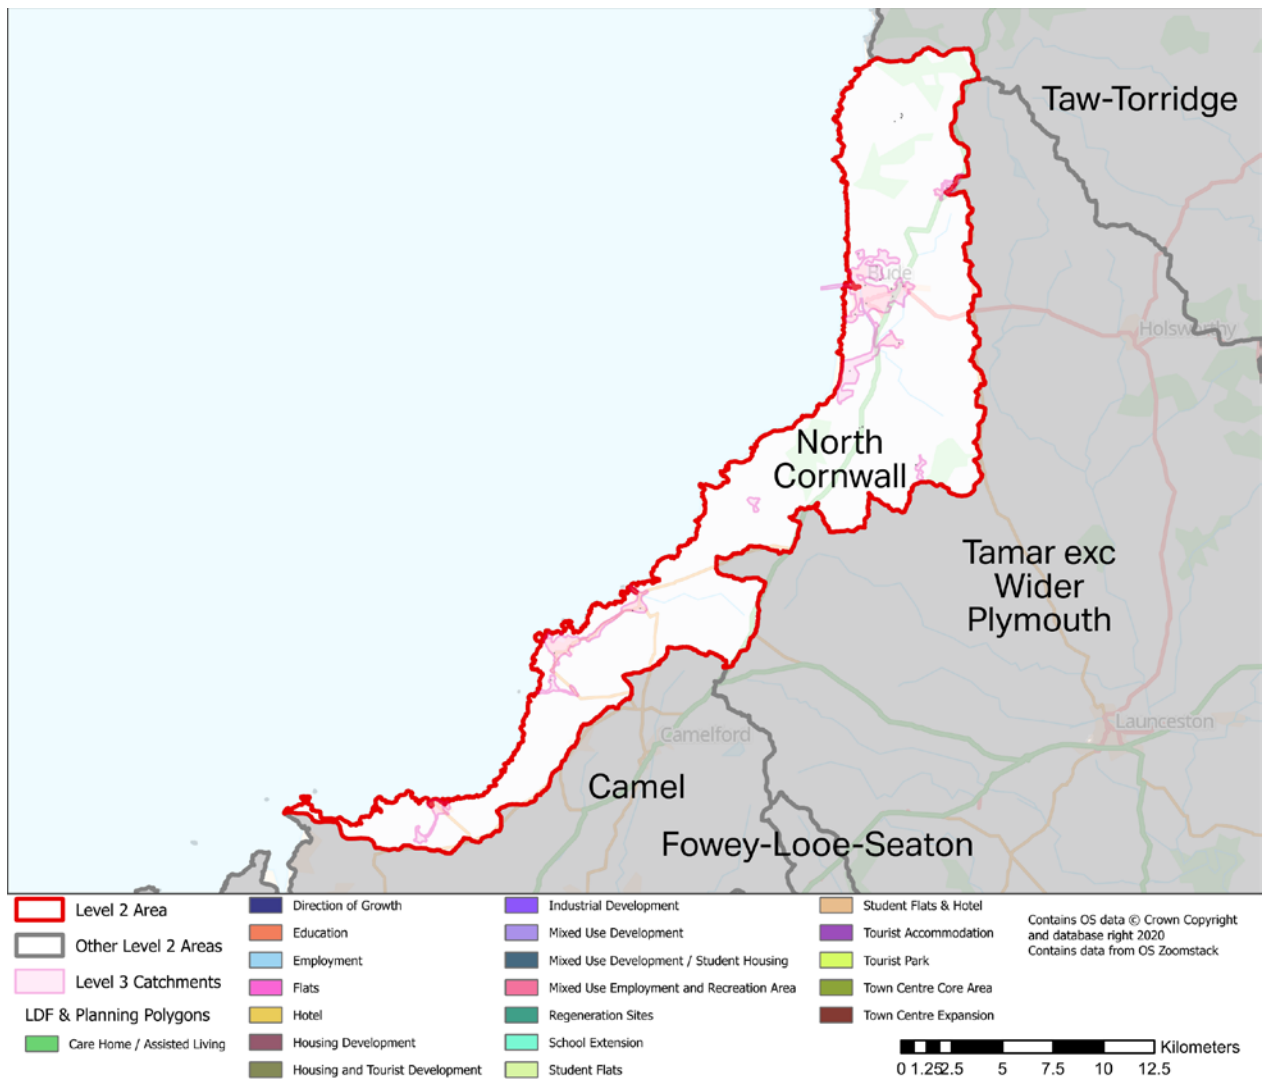 Taw-Torridge
Bude
Holsworthy
North
Cornwall
Tamar exc
Wider
Plymouth
Launceston
Camelford
Camel
Fowey-Looe-Seaton
Level 2 Area
Other Level 2 Areas
Level 3 Catchments
LDF & Planning Polygons
Care Home / Assisted Living
Direction of Growth
Education
Employment
Flats
Hotel
Housing Development
Housing and Tourist Development
Industrial Development
Mixed Use Development
Mixed Use Development / Student Housing
Mixed Use Employment and Recreation Area
Regeneration Sites
School Extension
Student Flats
Student Flats & Hotel
Tourist Accommodation
Tourist Park
Town Centre Core Area
Town Centre Expansion
Contains OS data © Crown Copyright
and database right 2020
Contains data from OS Zoomstack
Kilometers
0 1.252.5 5 7.5 10 12.5